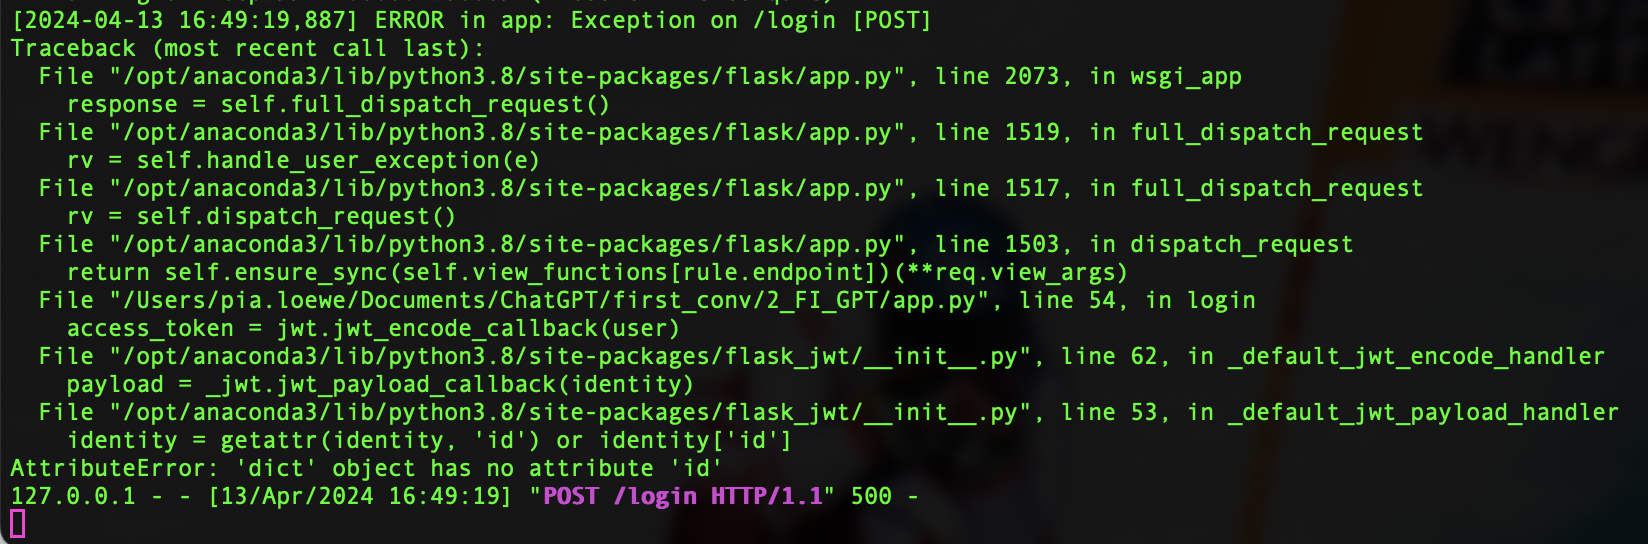 [2024-04-13 16:49:19,887] ERROR in app: Exception on /login [POST]
Traceback (most recent call last):
  File "/opt/anaconda3/lib/python3.8/site-packages/flask/app.py", line 2073, in wsgi_app
    response = self.full_dispatch_request()
  File "/opt/anaconda3/lib/python3.8/site-packages/flask/app.py", line 1519, in full_dispatch_request
    rv = self.handle_user_exception(e)
  File "/opt/anaconda3/lib/python3.8/site-packages/flask/app.py", line 1517, in full_dispatch_request
    rv = self.dispatch_request()
  File "/opt/anaconda3/lib/python3.8/site-packages/flask/app.py", line 1503, in dispatch_request
    return self.ensure_sync(self.view_functions[rule.endpoint])(**req.view_args)
  File "/Users/pia.loewe/Documents/ChatGPT/first_conv/2_FI_GPT/app.py", line 54, in login
    access_token = jwt.jwt_encode_callback(user)
  File "/opt/anaconda3/lib/python3.8/site-packages/flask_jwt/__init__.py", line 62, in _default_jwt_encode_handler
    payload = _jwt.jwt_payload_callback(identity)
  File "/opt/anaconda3/lib/python3.8/site-packages/flask_jwt/__init__.py", line 53, in _default_jwt_payload_handler
    identity = getattr(identity, 'id') or identity['id']
AttributeError: 'dict' object has no attribute 'id'
127.0.0.1 - - [13/Apr/2024 16:49:19] "POST /login HTTP/1.1" 500 -